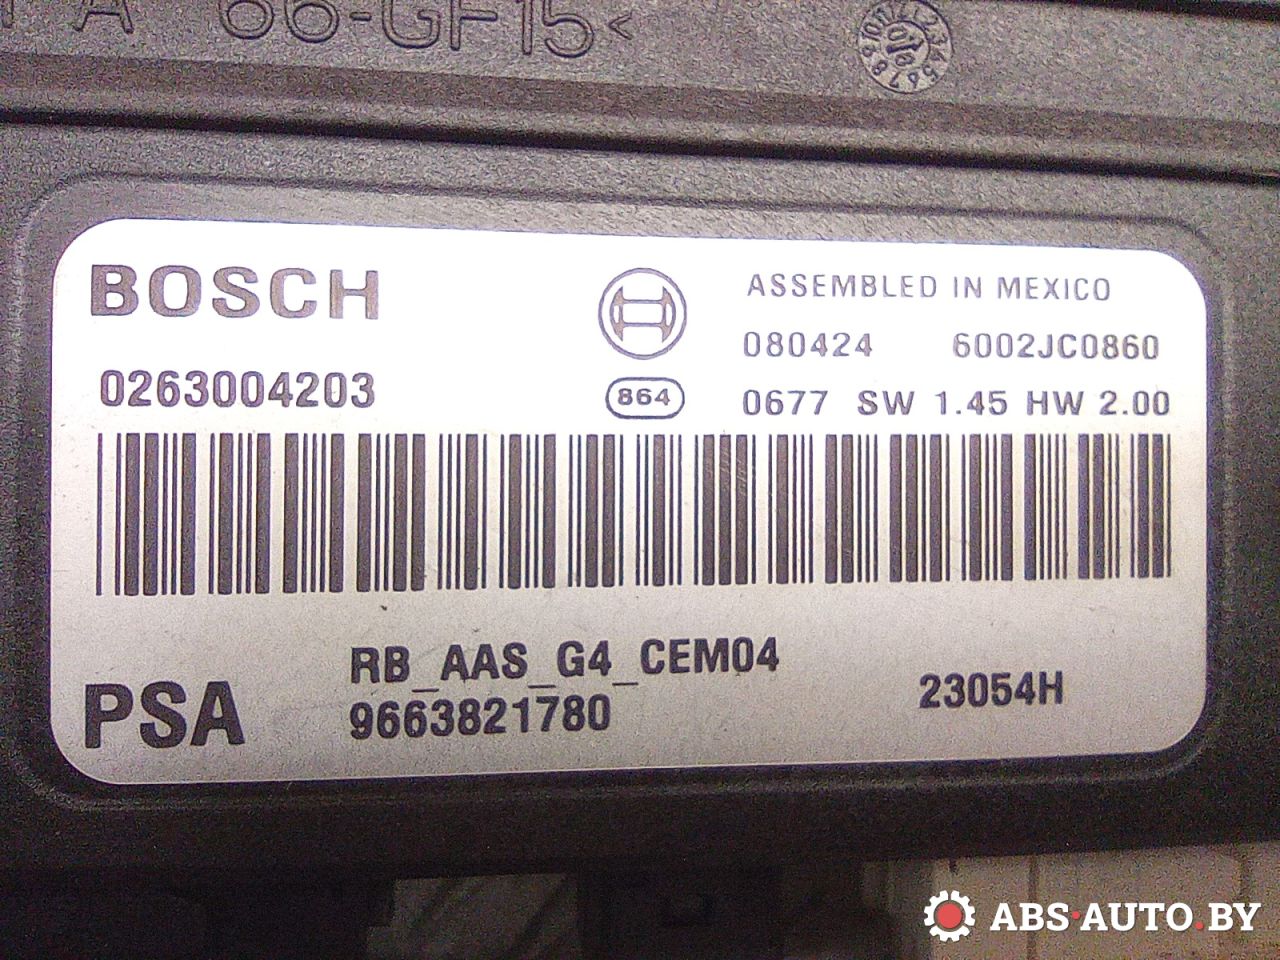 A 66-GF15<
BOSCH
ASSEMBLED IN MEXICO
080424 6002JC0860
0263004203
864
0677 SW 1.45 HW 2.00
RB_AAS_G4_CEM04
PSA
9663821780
23054H
ABS-AUTO.BY